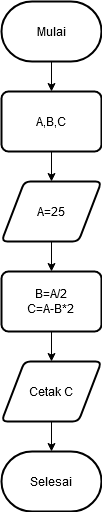 Mulai
A,B,C
A=25
B=A/2
C=A-B*2
Cetak C
Selesai